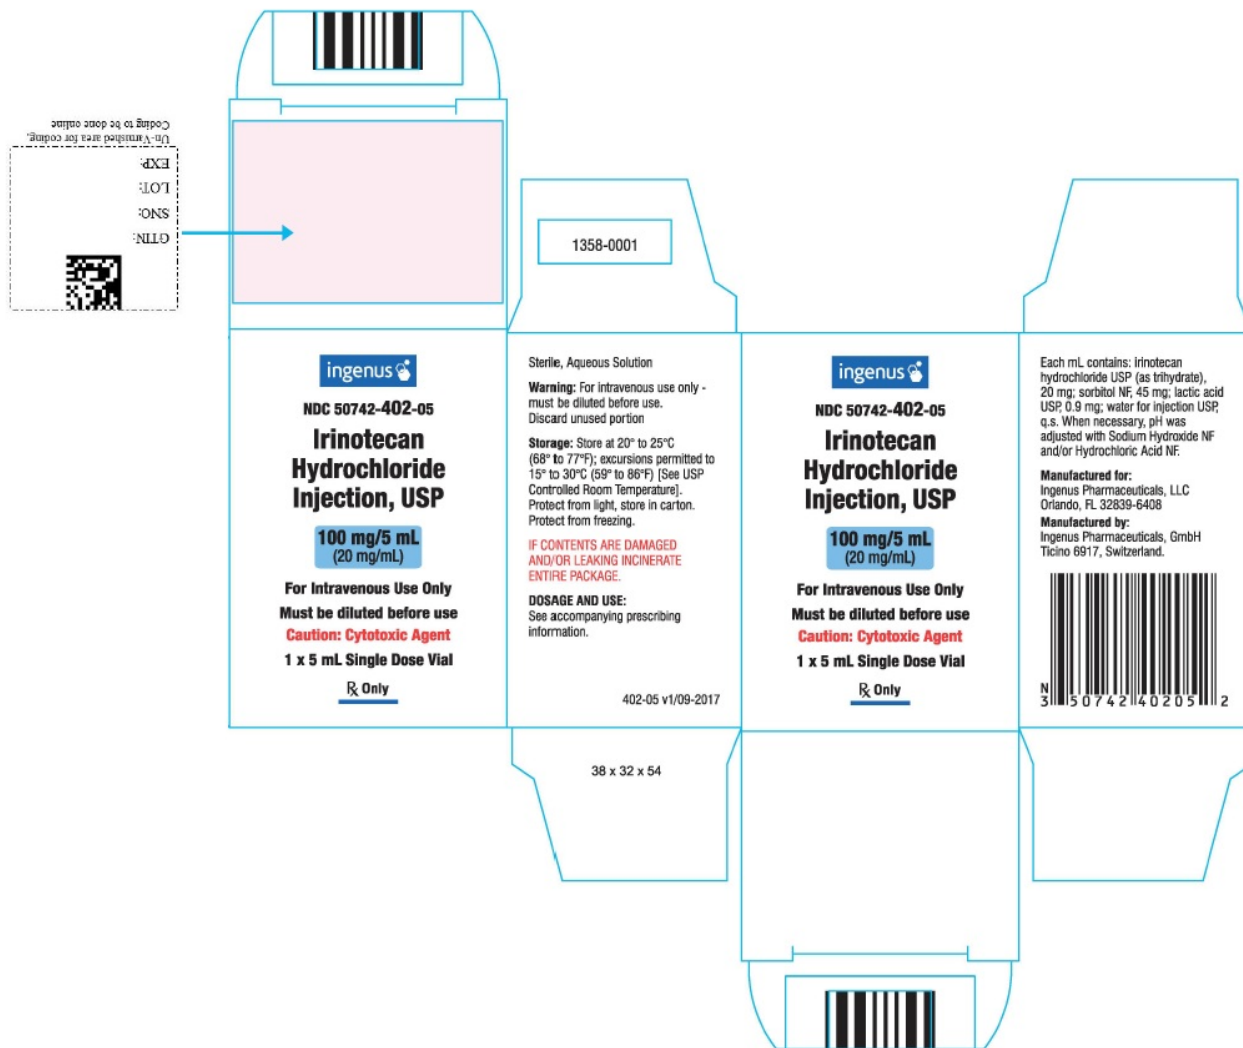 Un-Varnished area for coding,
Coding to be done online
GTIN:
SNO:
LOT:
EXP:
1358-0001
ingenus
NDC 50742-402-05
Irinotecan
Hydrochloride
Injection, USP
100 mg/5 mL
(20 mg/mL)
For Intravenous Use Only
Must be diluted before use
Caution: Cytotoxic Agent
1 x 5 mL Single Dose Vial
℞ Only
Sterile, Aqueous Solution
Warning: For intravenous use only -
must be diluted before use.
Discard unused portion
Storage: Store at 20° to 25°C
(68° to 77°F); excursions permitted to
15° to 30°C (59° to 86°F) [See USP
Controlled Room Temperature].
Protect from light, store in carton.
Protect from freezing.
IF CONTENTS ARE DAMAGED
AND/OR LEAKING INCINERATE
ENTIRE PACKAGE.
DOSAGE AND USE:
See accompanying prescribing
information.
402-05 v1/09-2017
ingenus
NDC 50742-402-05
Irinotecan
Hydrochloride
Injection, USP
100 mg/5 mL
(20 mg/mL)
For Intravenous Use Only
Must be diluted before use
Caution: Cytotoxic Agent
1 x 5 mL Single Dose Vial
℞ Only
Each mL contains: irinotecan
hydrochloride USP (as trihydrate),
20 mg; sorbitol NF, 45 mg; lactic acid
USP, 0.9 mg; water for injection USP,
q.s. When necessary, pH was
adjusted with Sodium Hydroxide NF
and/or Hydrochloric Acid NF.
Manufactured for:
Ingenus Pharmaceuticals, LLC
Orlando, FL 32839-6408
Manufactured by:
Ingenus Pharmaceuticals, GmbH
Ticino 6917, Switzerland.
N
3 50742 40205 2
38 x 32 x 54